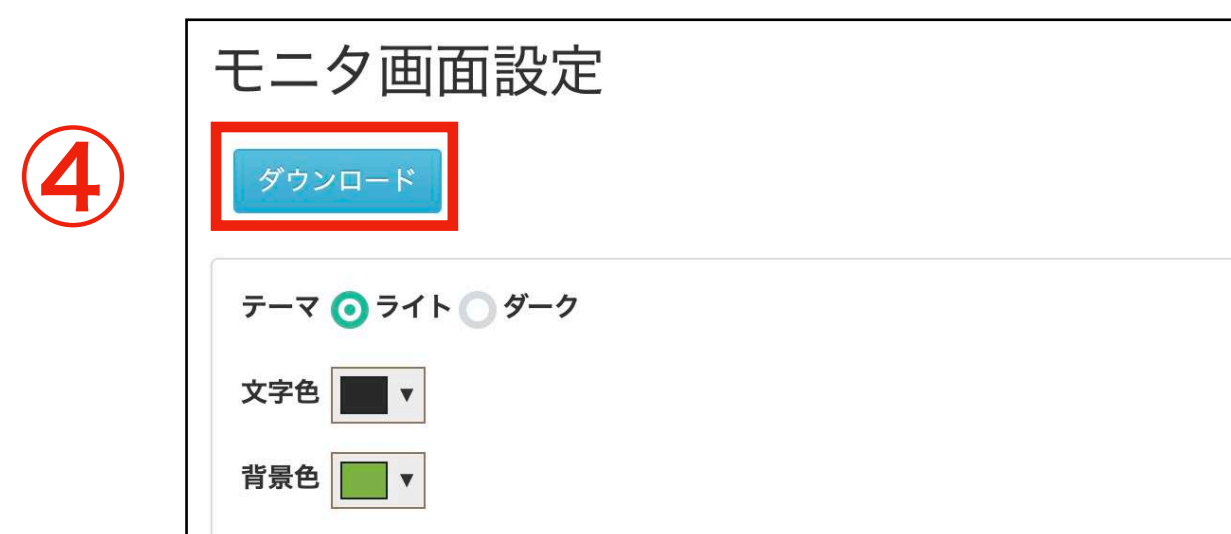 モニタ画面設定
④
ダウンロード
テーマ ライト ダーク
文字色
背景色